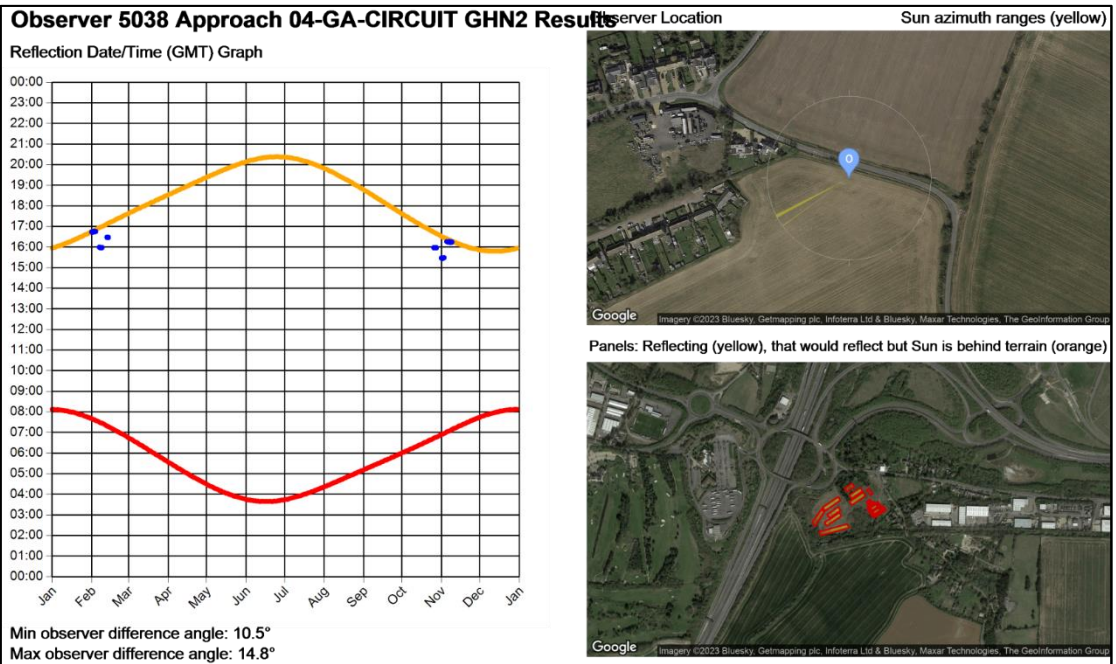 Observer 5038 Approach 04-GA-CIRCUIT GHN2 Results
Observer Location
Sun azimuth ranges (yellow)
Reflection Date/Time (GMT) Graph
00:00
23:00
22:00
21:00
20:00
19:00
18:00
17:00
16:00
15:00
14:00
13:00
12:00
11:00
10:00
09:00
08:00
07:00
06:00
05:00
04:00
03:00
02:00
01:00
00:00
Jan Feb Mar Apr May Jun Jul Aug Sep Oct Nov Dec Jan
Min observer difference angle: 10.5°
Max observer difference angle: 14.8°
O
Google
Imagery ©2023 Bluesky, Getmapping plc, Infoterra Ltd & Bluesky, Maxar Technologies, The GeoInformation Group
Panels: Reflecting (yellow), that would reflect but Sun is behind terrain (orange)
Google
Imagery ©2023 Bluesky, Getmapping plc, Infoterra Ltd & Bluesky, Maxar Technologies, The GeoInformation Group